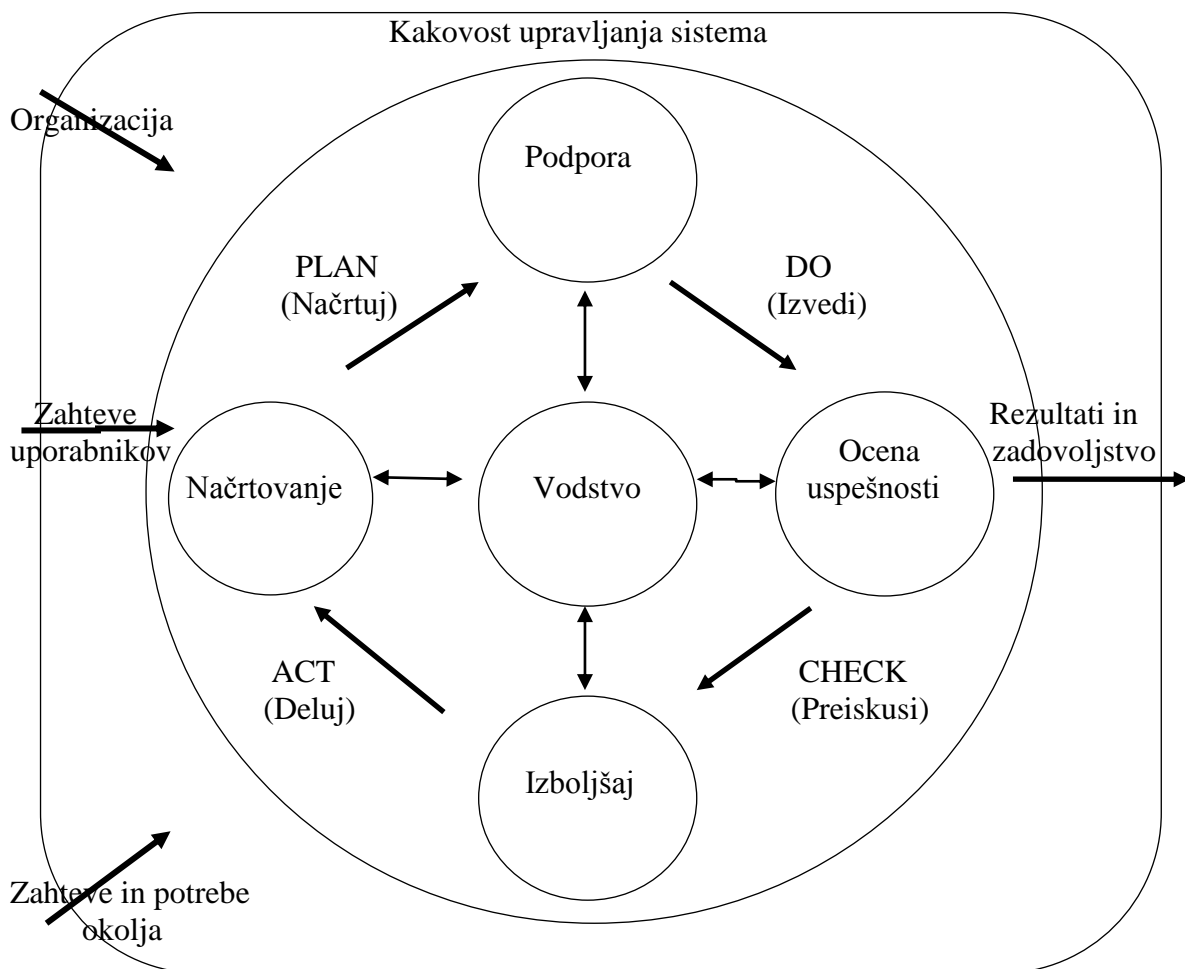 Kakovost upravljanja sistema
Organizacija
Podpora
PLAN
(Načrtuj)
DO
(Izvedi)
Zahteve
uporabnikov
Načrtovanje
Vodstvo
Ocena
uspešnosti
Rezultati in
zadovoljstvo
ACT
(Deluj)
CHECK
(Preiskusi)
Izboljšaj
Zahteve in potrebe
okolja